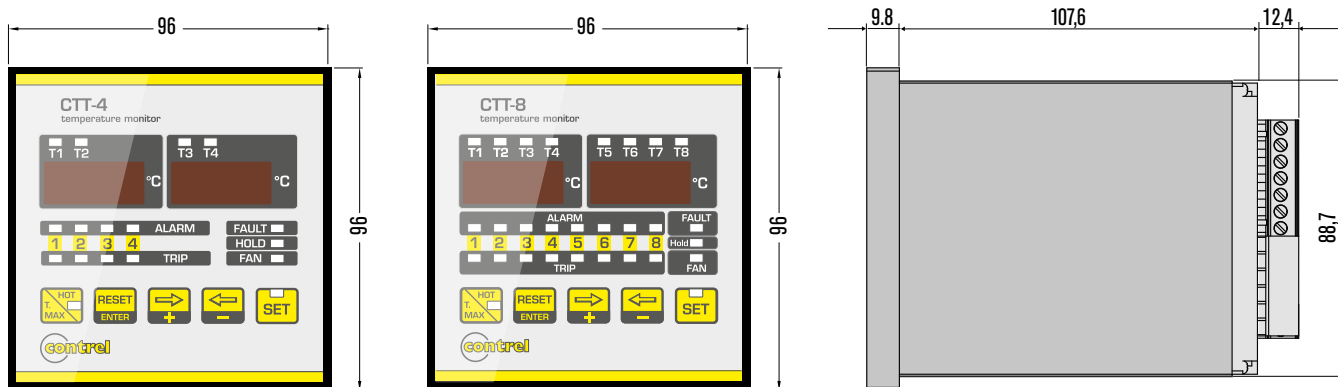 96
96
9.8
107,6
12,4
CTT-4
temperature monitor
T1 T2
T3 T4
°C
°C
ALARM
1 2 3 4
TRIP
FAULT
HOLD
FAN
HOT
T.
MAX
RESET
ENTER
+
-
SET
contrel
96
CTT-8
temperature monitor
T1 T2 T3 T4
T5 T6 T7 T8
°C
°C
ALARM
FAULT
1 2 3 4 5 6 7 8
Hold
TRIP
FAN
HOT
T.
MAX
RESET
ENTER
+
-
SET
contrel
96
88,7